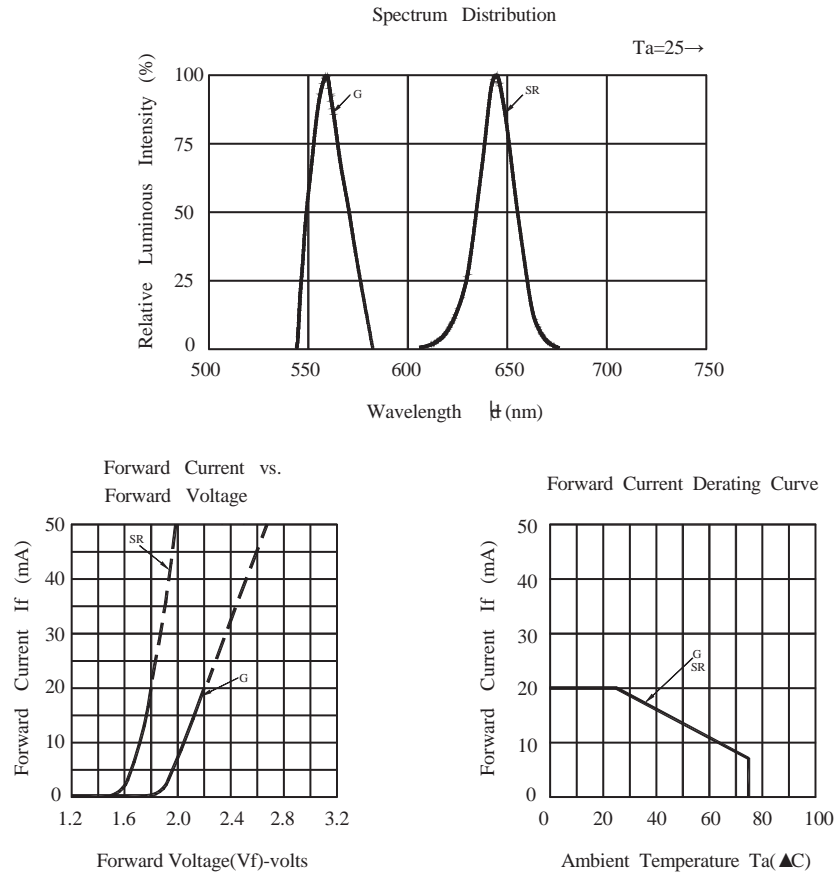 Spectrum Distribution
Ta=25→
Relative Luminous Intensity (%)
100
75
50
25
0
G
SR
500 550 600 650 700 750
Wavelength (nm)
Forward Current vs.
Forward Voltage
Forward Current If (mA)
50
40
30
20
10
0
SR
G
1.2 1.6 2.0 2.4 2.8 3.2
Forward Voltage(Vf)-volts
Forward Current Derating Curve
Forward Current If (mA)
50
40
30
20
10
0
G
SR
0 20 40 60 80 100
Ambient Temperature Ta(▲C)